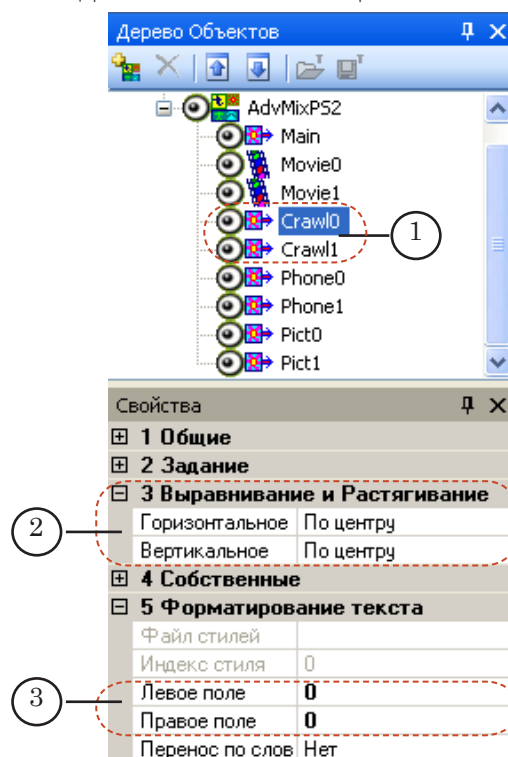 Дерево Объектов
AdvMixPS2
Main
Movie0
Movie1
Crawl0
1
Crawl1
Phone0
Phone1
Pict0
Pict1
Свойства
1 Общие
2 Задание
3 Выравнивание и Растягивание
2
Горизонтальное По центру
Вертикальное По центру
4 Собственные
5 Форматирование текста
Файл стилей
Индекс стиля 0
3
Левое поле 0
Правое поле 0
Перенос по слов Нет